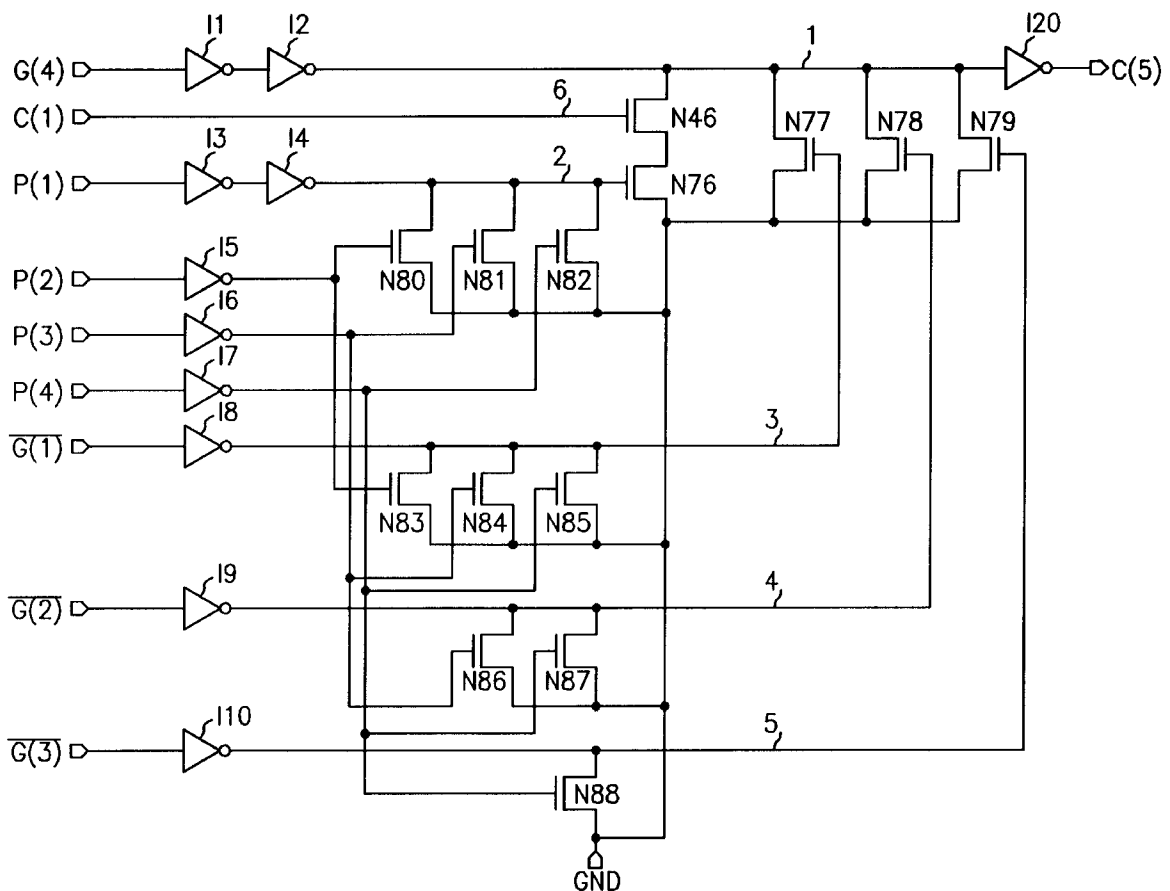 I1
I2
1
I20
G(4)
C(5)
C(1)
6
N46
N77
N78
N79
I3
I4
P(1)
2
N76
I5
P(2)
N80
N81
N82
I6
P(3)
I7
P(4)
I8
G(1)
3
N83
N84
N85
I9
G(2)
4
N86
N87
I10
G(3)
5
N88
GND